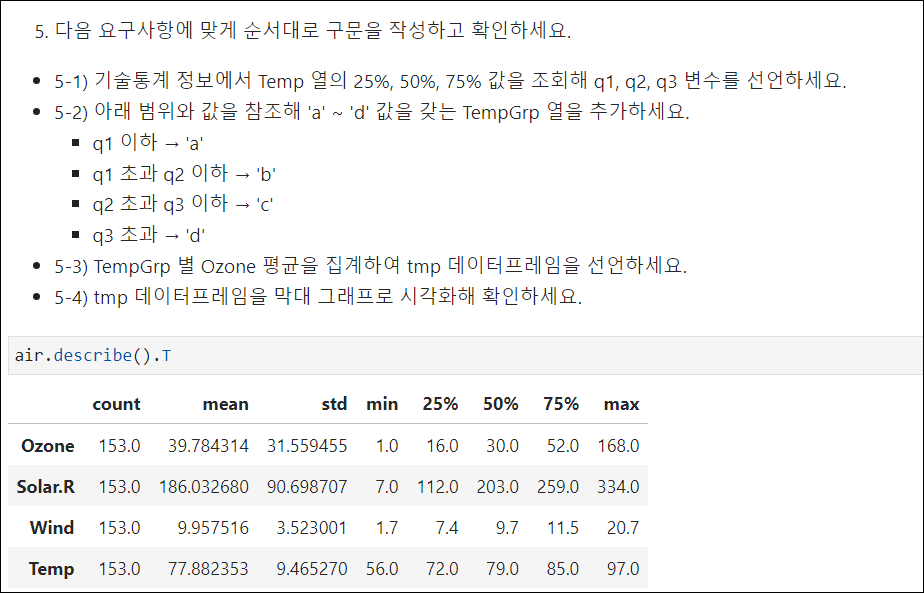 5. 다음 요구사항에 맞게 순서대로 구문을 작성하고 확인하세요.
• 5-1) 기술통계 정보에서 Temp 열의 25%, 50%, 75% 값을 조회해 q1, q2, q3 변수를 선언하세요.
• 5-2) 아래 범위와 값을 참조해 'a' ~ 'd' 값을 갖는 TempGrp 열을 추가하세요.
▪ q1 이하 → 'a'
▪ q1 초과 q2 이하 → 'b'
▪ q2 초과 q3 이하 → 'c'
▪ q3 초과 → 'd'
• 5-3) TempGrp 별 Ozone 평균을 집계하여 tmp 데이터프레임을 선언하세요.
• 5-4) tmp 데이터프레임을 막대 그래프로 시각화해 확인하세요.
air.describe().T
count mean std min 25% 50% 75% max
Ozone 153.0 39.784314 31.559455 1.0 16.0 30.0 52.0 168.0
Solar.R 153.0 186.032680 90.698707 7.0 112.0 203.0 259.0 334.0
Wind 153.0 9.957516 3.523001 1.7 7.4 9.7 11.5 20.7
Temp 153.0 77.882353 9.465270 56.0 72.0 79.0 85.0 97.0